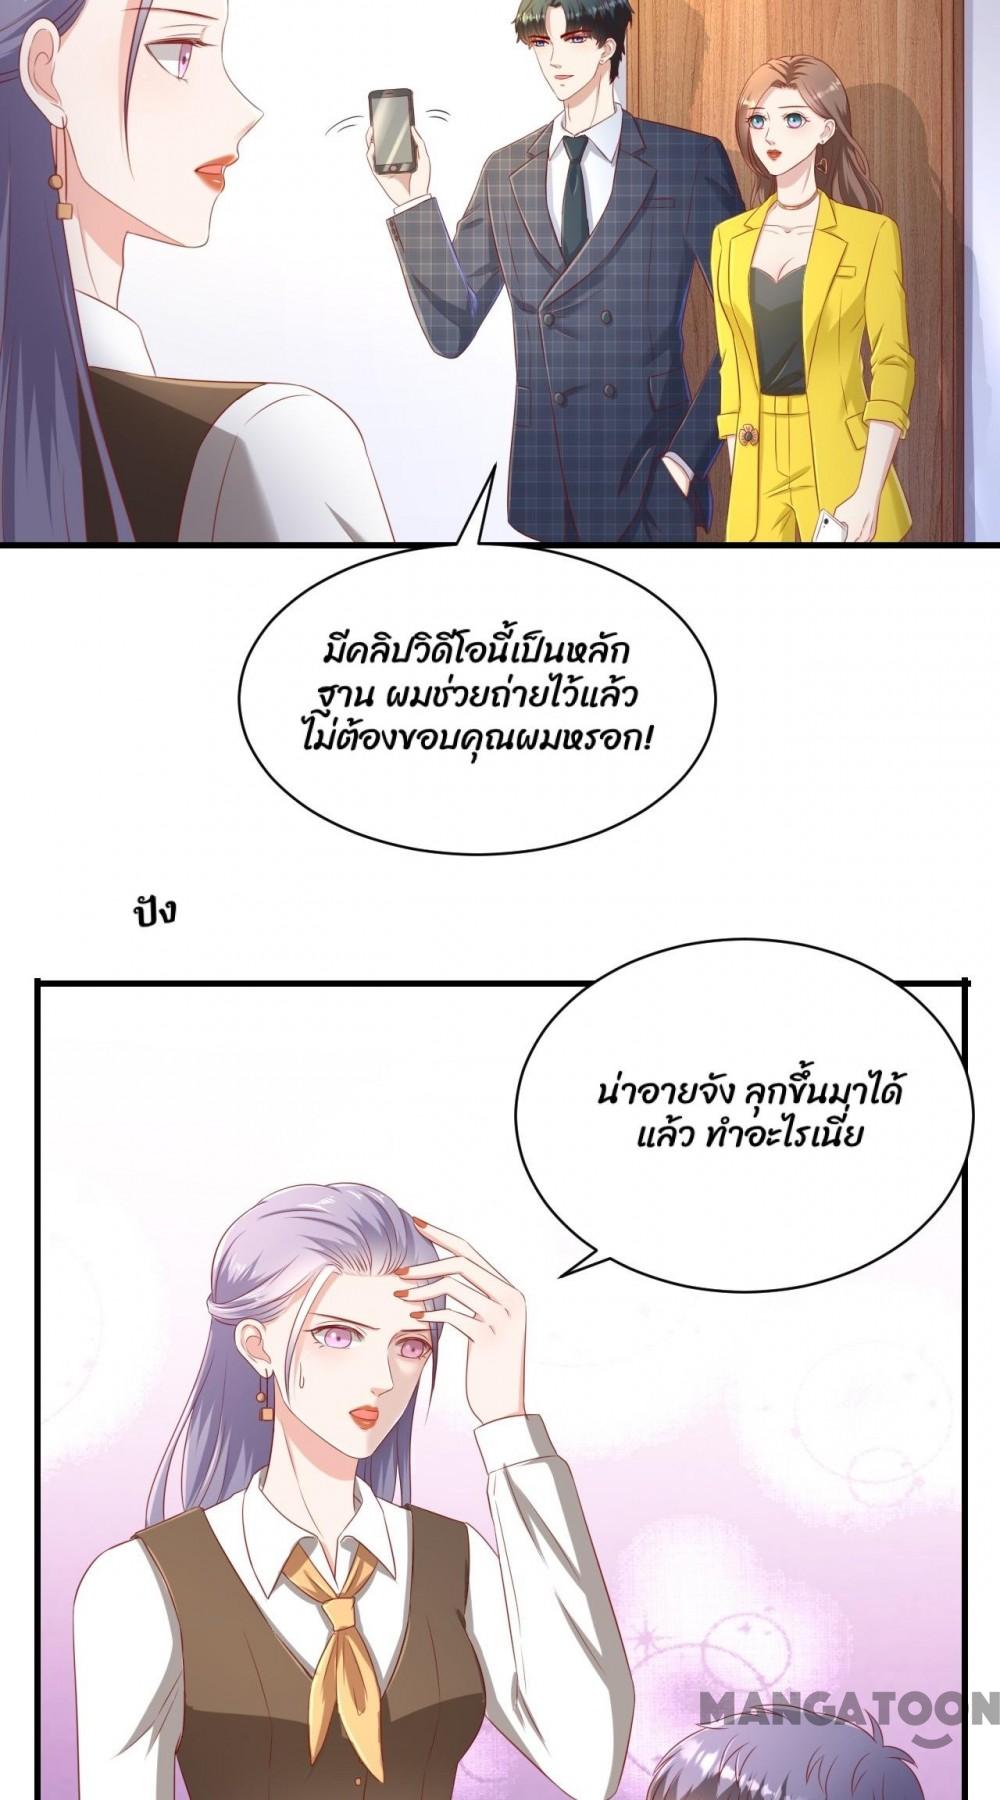 มีคลิปวิดีโอนี้เป็นหลัก
ฐาน ผมช่วยถ่ายไว้แล้ว
ไม่ต้องขอบคุณผมหรอก!
ปัง
น่าอายจัง ลุกขึ้นมาได้
แล้ว ทำอะไรเนี่ย
MANGATOON